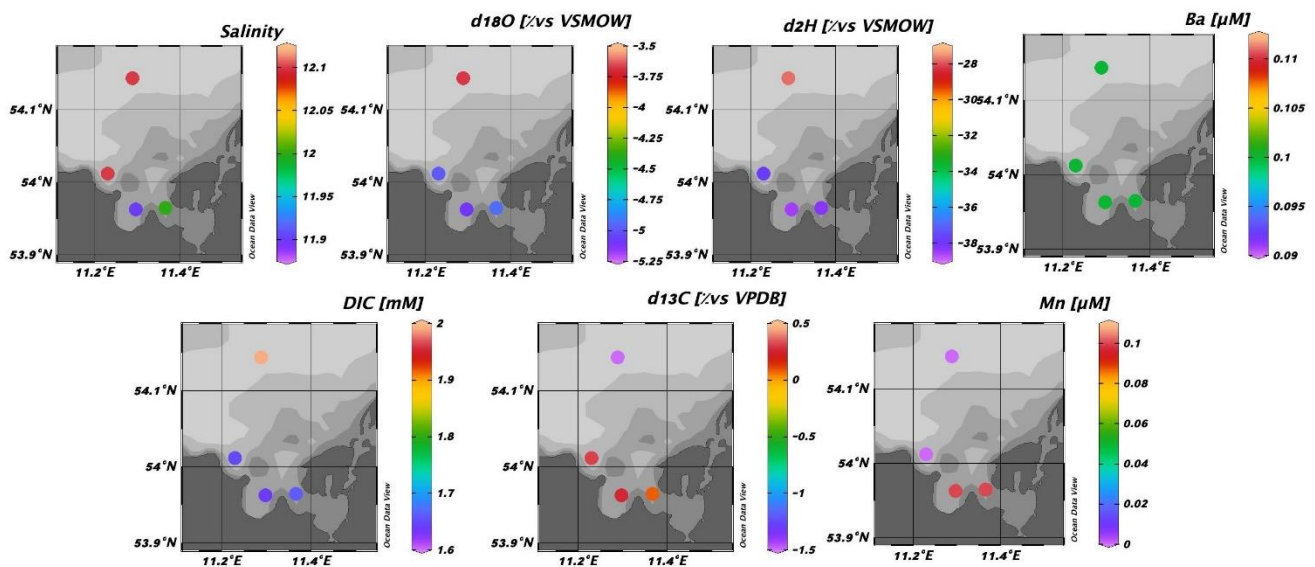 Salinity
54.1°N
54°N
53.9°N
11.2°E
11.4°E
12.1
12.05
12
11.95
11.9
Ocean Data View
d18O [٪vs VSMOW]
54.1°N
54°N
53.9°N
11.2°E
11.4°E
-3.5
-3.75
-4
-4.25
-4.5
-4.75
-5
-5.25
Ocean Data View
d2H [٪vs VSMOW]
54.1°N
54°N
53.9°N
11.2°E
11.4°E
-28
-30
-32
-34
-36
-38
Ocean Data View
Ba [µM]
54.1°N
54°N
53.9°N
11.2°E
11.4°E
0.11
0.105
0.1
0.095
0.09
Ocean Data View
DIC [mM]
54.1°N
54°N
53.9°N
11.2°E
11.4°E
2
1.9
1.8
1.7
1.6
Ocean Data View
d13C [٪vs VPDB]
54.1°N
54°N
53.9°N
11.2°E
11.4°E
0.5
0
-0.5
-1
-1.5
Ocean Data View
Mn [µM]
54.1°N
54°N
53.9°N
11.2°E
11.4°E
0.1
0.08
0.06
0.04
0.02
0
Ocean Data View